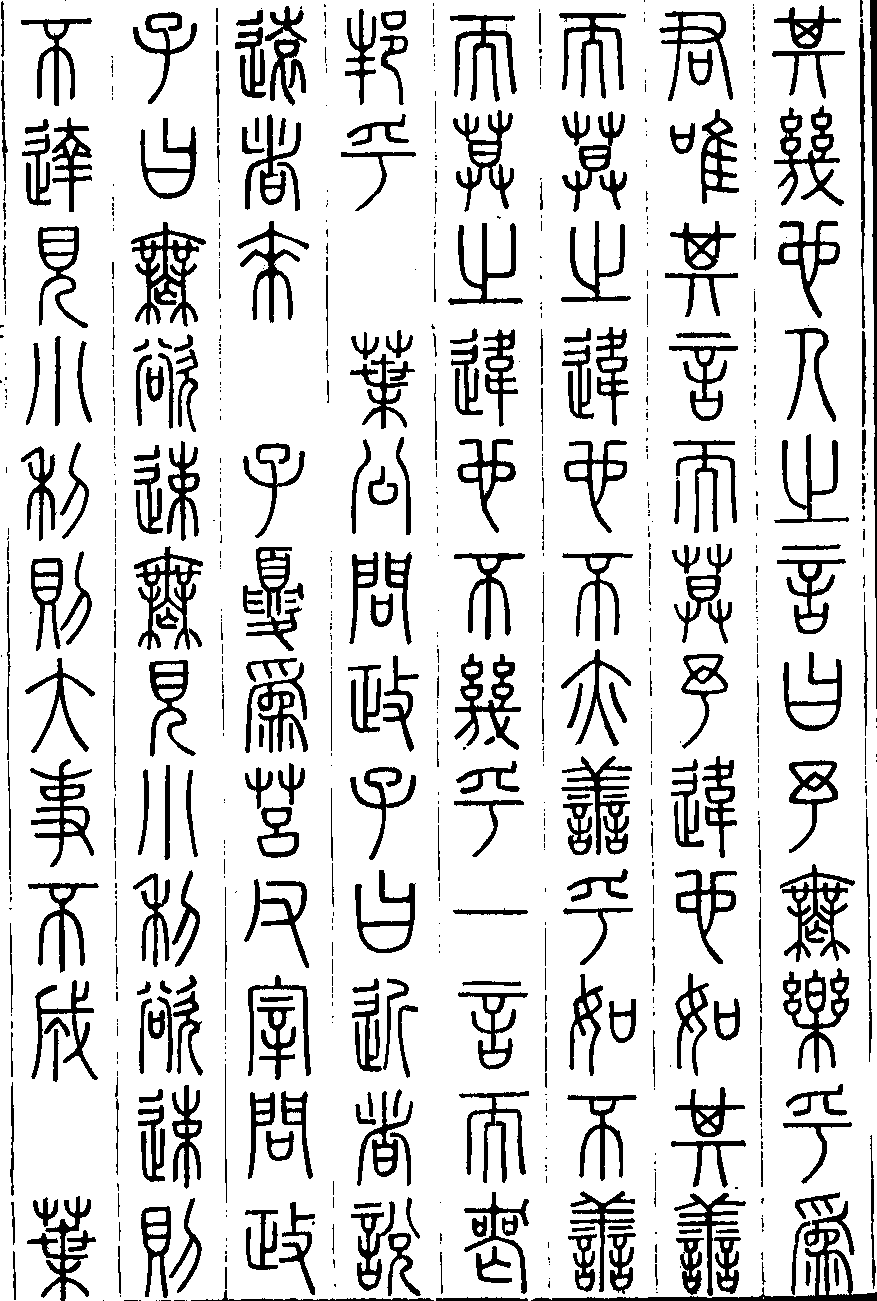 其幾也人之言曰予無樂乎爲
君唯其言而莫予違也如其善
而莫之違也不亦善乎如不善
而莫之違也不幾乎一言而喪
邦乎　葉公問政子曰近者說
遠者來　子夏爲莒父宰問政
子曰無欲速無見小利欲速則
不達見小利則大事不成　葉